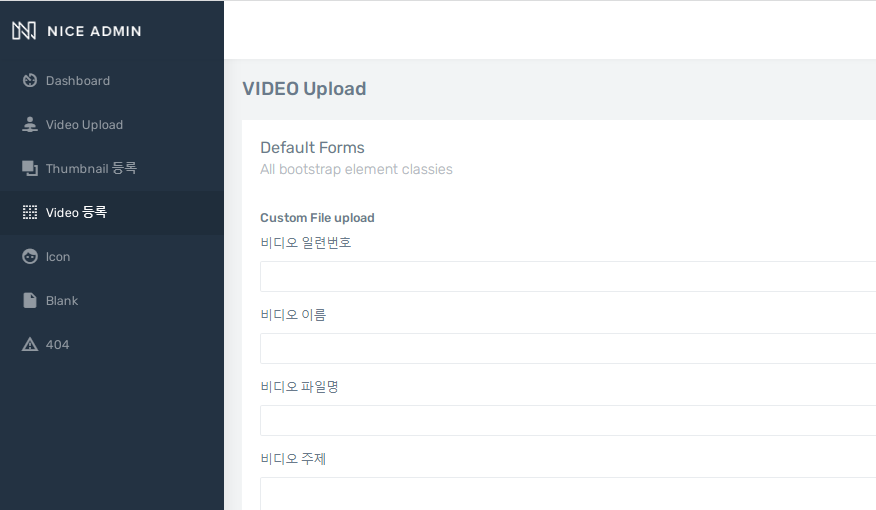 NICE ADMIN
Dashboard
Video Upload
Thumbnail 등록
Video 등록
Icon
Blank
404
VIDEO Upload
Default Forms
All bootstrap element classies
Custom File upload
비디오 일련번호
비디오 이름
비디오 파일명
비디오 주제